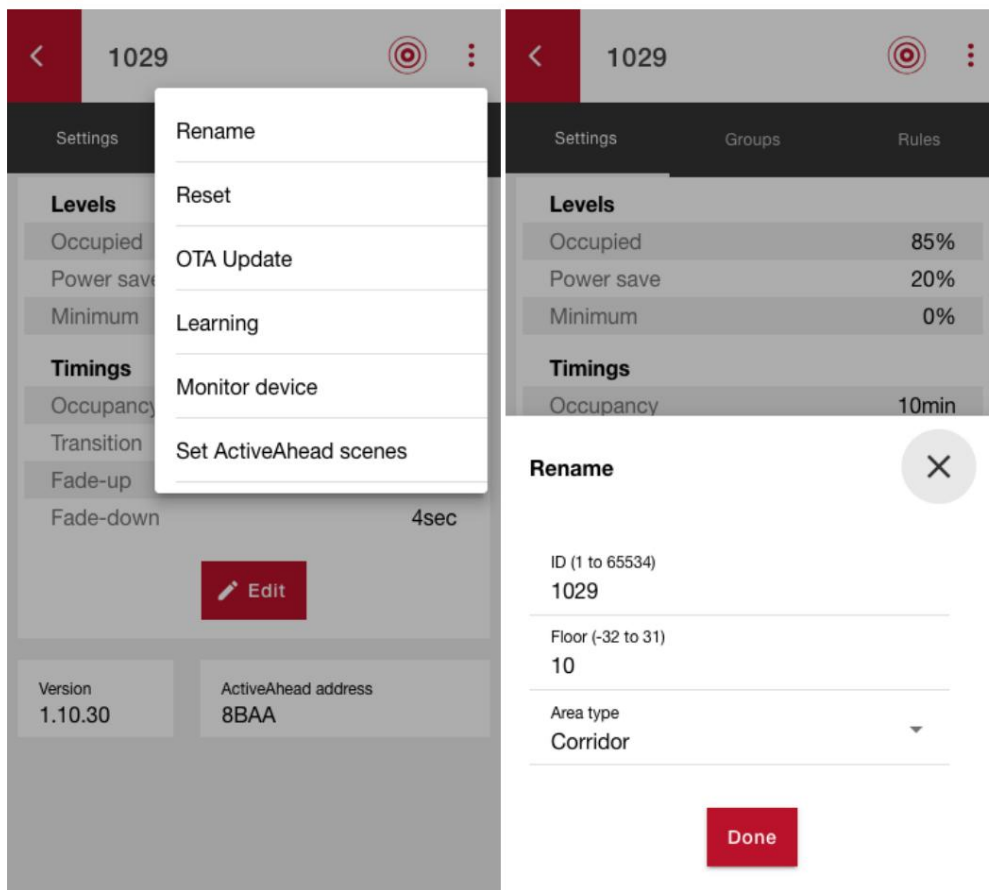 1029
Rename
Reset
OTA Update
Learning
Monitor device
Set ActiveAhead scenes
Settings
Levels
Occupied
Power save
Minimum
Timings
Occupancy
Transition
Fade-up
Fade-down 4sec
Edit
Version
1.10.30
ActiveAhead address
8BAA
1029
Settings Groups Rules
Levels
Occupied 85%
Power save 20%
Minimum 0%
Timings
Occupancy 10min
Rename
ID (1 to 65534)
1029
Floor (-32 to 31)
10
Area type
Corridor
Done